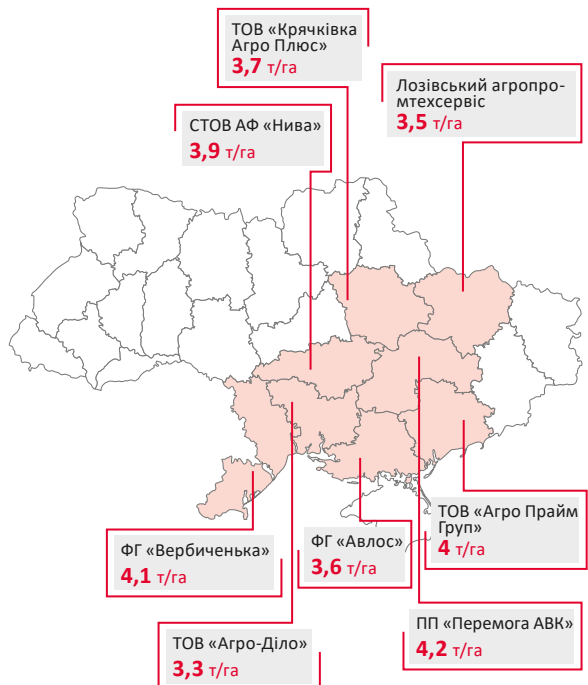 ТОВ «Крячківка
Агро Плюс»
3,7 т/га
Лозівський агропро-
мтехсервіс
3,5 т/га
СТОВ АФ «Нива»
3,9 т/га
ТОВ «Агро Прайм
Груп»
4 т/га
ФГ «Вербиченька»
4,1 т/га
ФГ «Авлос»
3,6 т/га
ПП «Перемога АВК»
4,2 т/га
ТОВ «Агро-Діло»
3,3 т/га